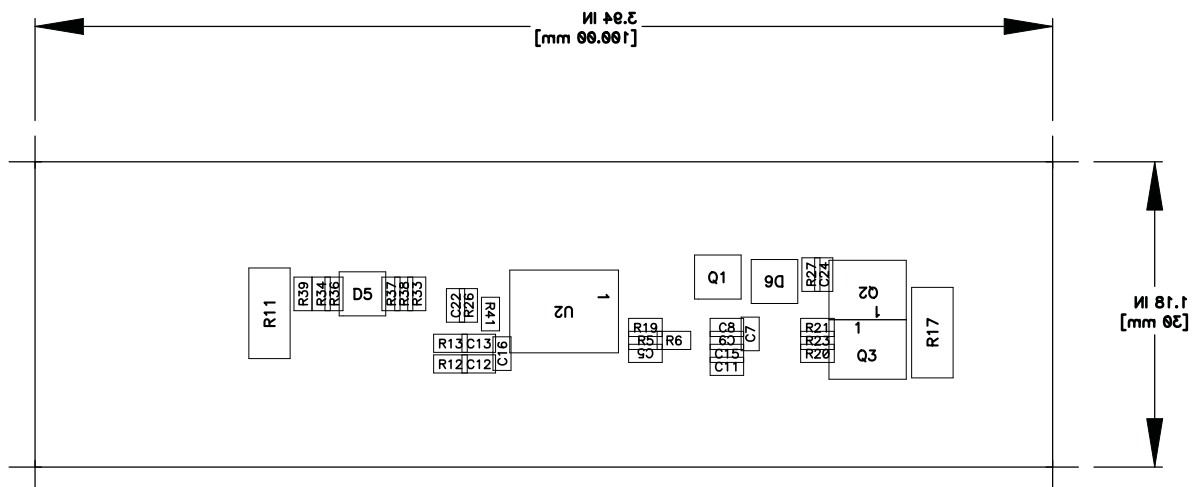 3.94 IN
[100.00 mm]
1.18 IN
[30 mm]
R11
R39
R34
R36
D5
R37
R38
R33
C22
R26
R41
R13
C13
R12
C12
C16
U2
1
R19
R5
C5
R6
Q1
D6
C8
C9
C15
C11
C7
R27
C24
Q2
1
R21
R23
R20
1
Q3
R17